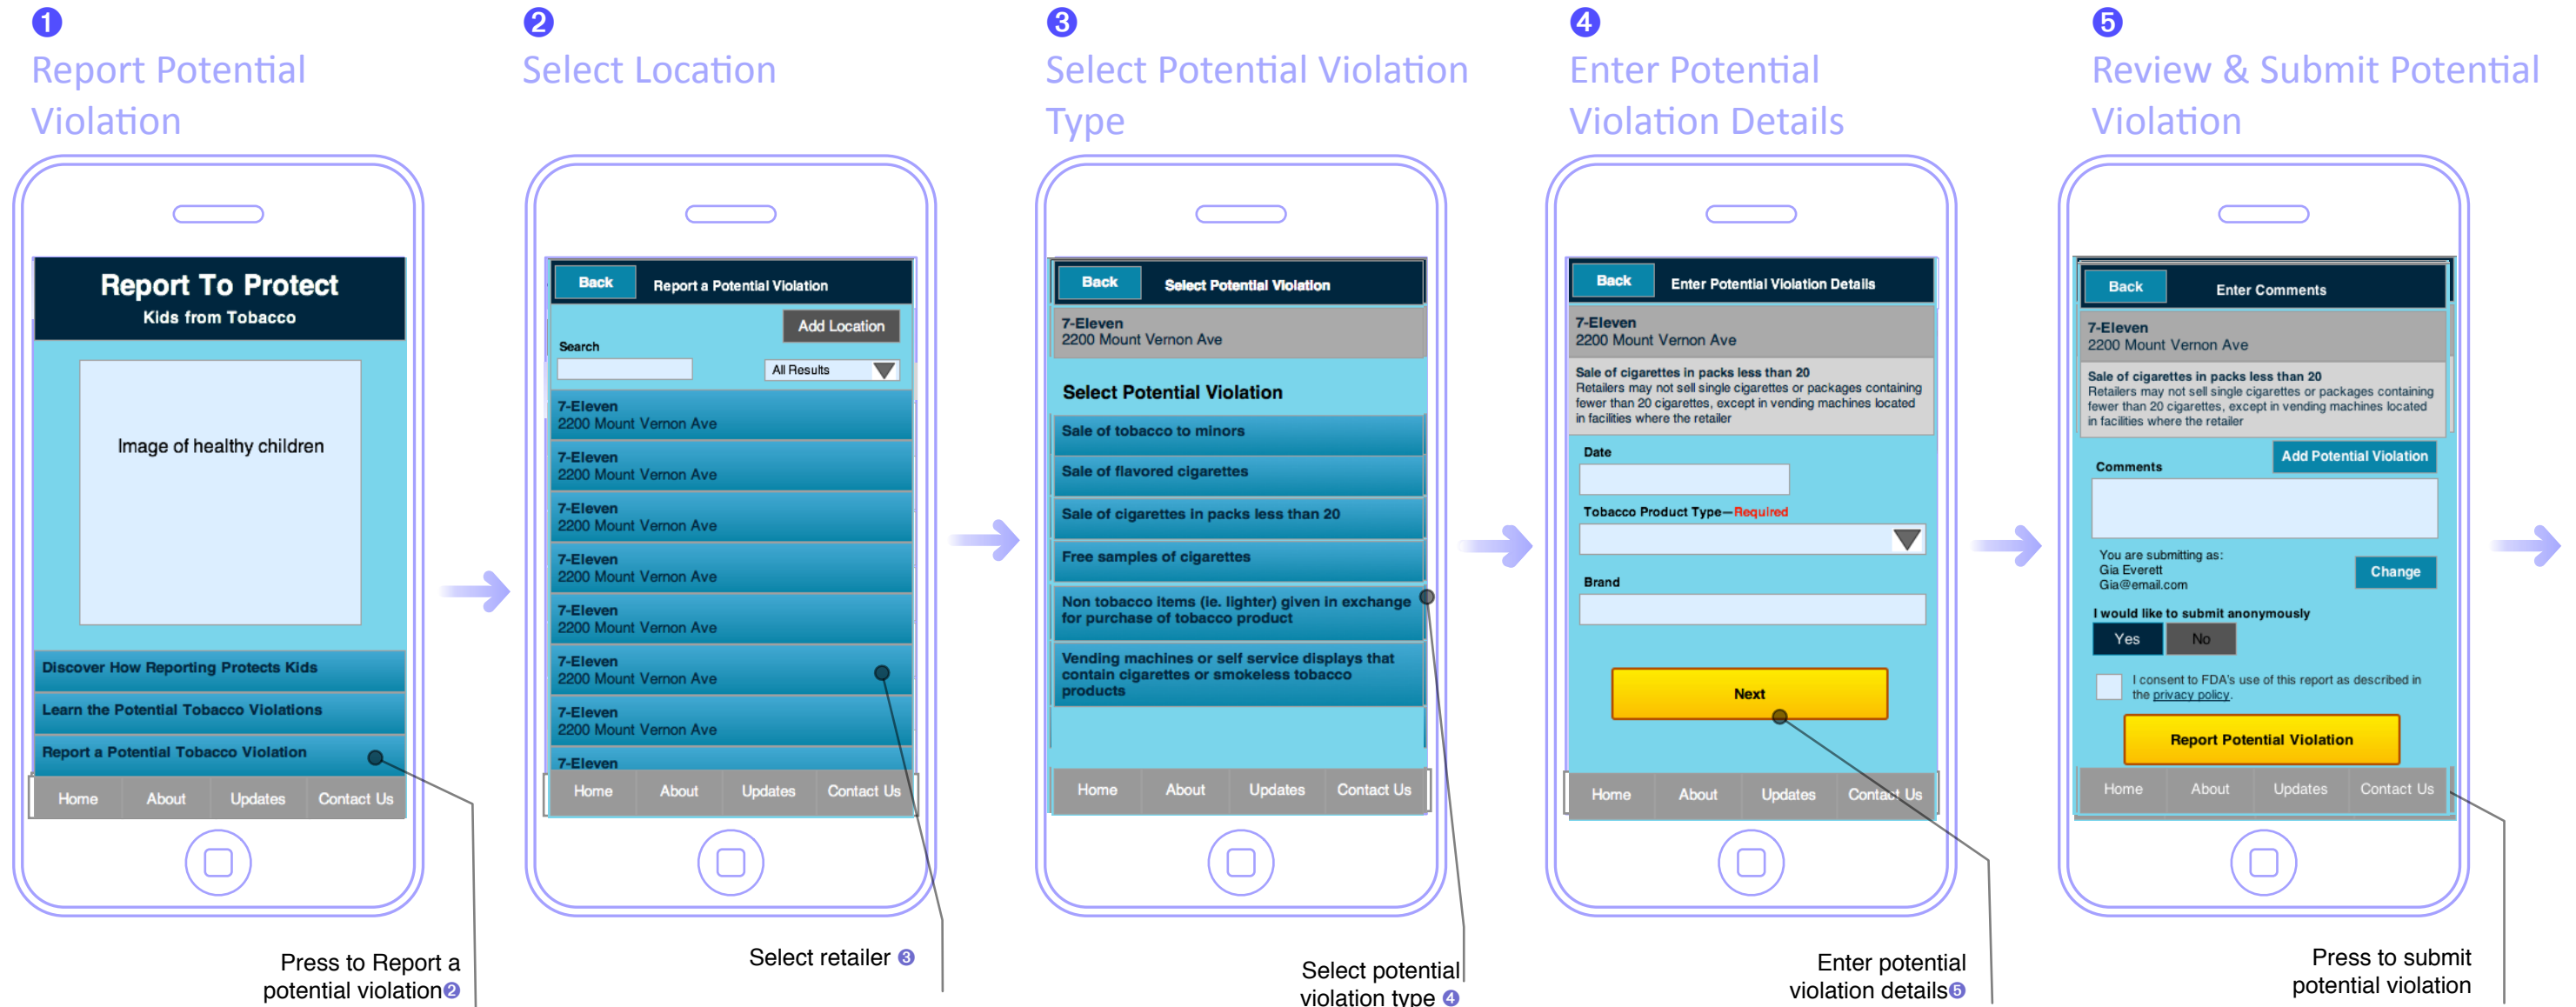 ❶
Report Potential
Violation
Report To Protect
Kids from Tobacco
Image of healthy children
Discover How Reporting Protects Kids
Learn the Potential Tobacco Violations
Report a Potential Tobacco Violation
Home About Updates Contact Us
Press to Report a
potential violation❷
❷
Select Location
Back Report a Potential Violation
Add Location
Search
All Results
7-Eleven
2200 Mount Vernon Ave
7-Eleven
2200 Mount Vernon Ave
7-Eleven
2200 Mount Vernon Ave
7-Eleven
2200 Mount Vernon Ave
7-Eleven
2200 Mount Vernon Ave
7-Eleven
2200 Mount Vernon Ave
7-Eleven
2200 Mount Vernon Ave
7-Eleven
Home About Updates Contact Us
Select retailer ❸
❸
Select Potential Violation
Type
Back Select Potential Violation
7-Eleven
2200 Mount Vernon Ave
Select Potential Violation
Sale of tobacco to minors
Sale of flavored cigarettes
Sale of cigarettes in packs less than 20
Free samples of cigarettes
Non tobacco items (ie. lighter) given in exchange
for purchase of tobacco product
Vending machines or self service displays that
contain cigarettes or smokeless tobacco
products
Home About Updates Contact Us
Select potential
violation type ❹
❹
Enter Potential
Violation Details
Back Enter Potential Violation Details
7-Eleven
2200 Mount Vernon Ave
Sale of cigarettes in packs less than 20
Retailers may not sell single cigarettes or packages containing
fewer than 20 cigarettes, except in vending machines located
in facilities where the retailer
Date
Tobacco Product Type—Required
Brand
Next
Home About Updates Contact Us
Enter potential
violation details❺
❺
Review & Submit Potential
Violation
Back Enter Comments
7-Eleven
2200 Mount Vernon Ave
Sale of cigarettes in packs less than 20
Retailers may not sell single cigarettes or packages containing
fewer than 20 cigarettes, except in vending machines located
in facilities where the retailer
Add Potential Violation
Comments
You are submitting as:
Gia Everett
Gia@email.com
Change
I would like to submit anonymously
Yes No
I consent to FDA's use of this report as described in
the privacy policy.
Report Potential Violation
Home About Updates Contact Us
Press to submit
potential violation